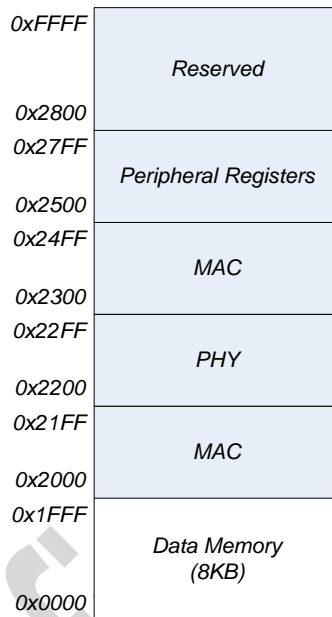 0xFFFF
Reserved
0x2800
0x27FF
Peripheral Registers
0x2500
0x24FF
MAC
0x2300
0x22FF
PHY
0x2200
0x21FF
MAC
0x2000
0x1FFF
Data Memory
(8KB)
0x0000